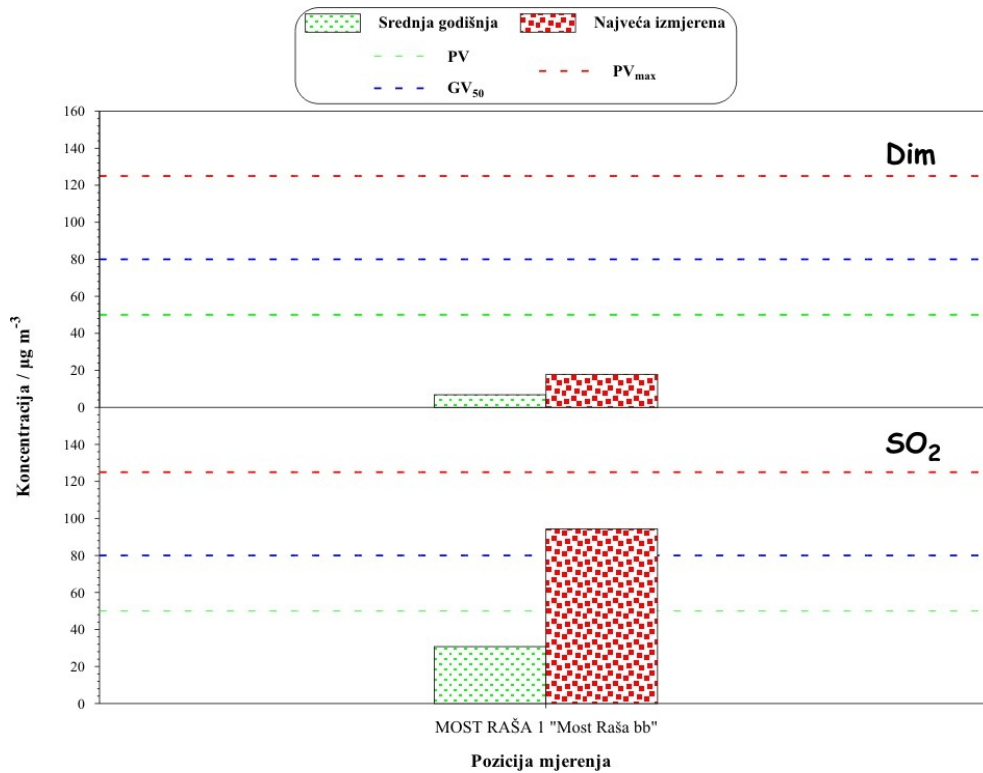 Srednja godišnja
Najveća izmjerena
PV
PVmax
GV50
Koncentracija / µg m-3
160
140
120
100
80
60
40
20
0
Dim
140
120
100
80
60
40
20
0
SO2
MOST RAŠA 1 "Most Raša bb"
Pozicija mjerenja